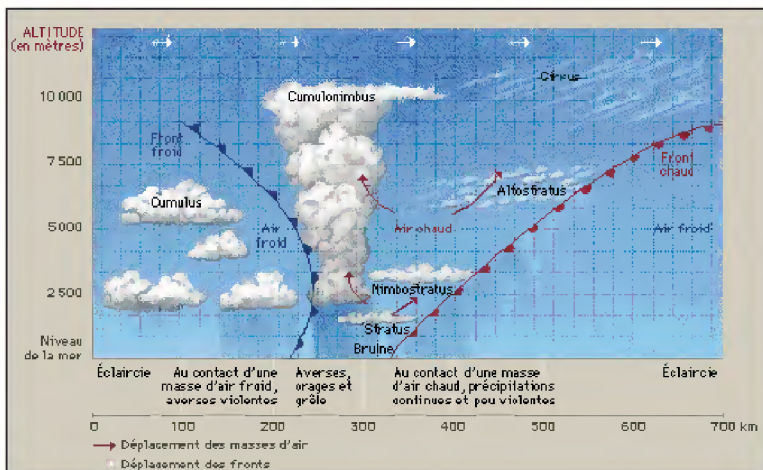 ALTITUDE
(en mètres)
10 000
7 500
5 000
2 500
Niveau
de la mer
Cirrus
Cumulonimbus
Front
froid
Front
chaud
Altostratus
Cumulus
Air
froid
Air chaud
Air froid
Nimbostratus
Stratus
Bruine
Éclaircie
Au contact d'une
masse d'air froid,
averses violentes
Averses,
orages et
grêle
Au contact d'une masse
d'air chaud, précipitations
continues et peu violentes
Éclaircie
0 100 200 300 400 500 600 700 km
Déplacement des masses d'air
Déplacement des fronts